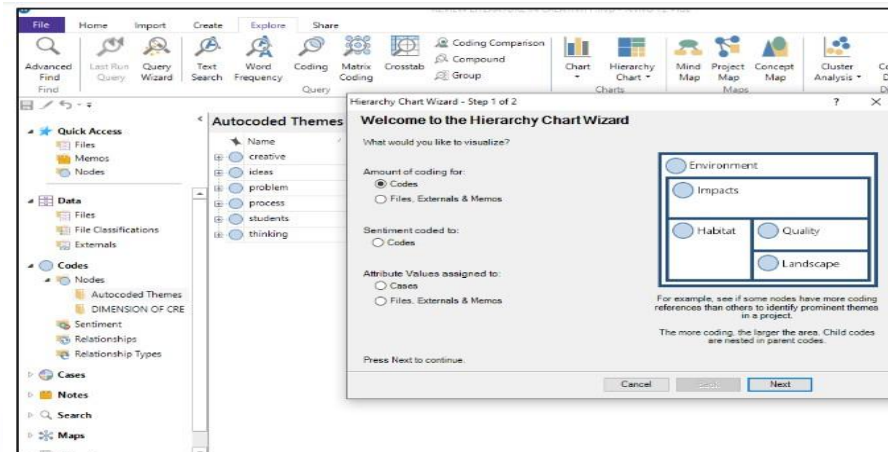 File Home Import Create Explore Share
Advanced Find
Last Run Query
Query Wizard
Text Search
Word Frequency
Coding
Matrix Coding
Crosstab
Coding Comparison
Compound
Group
Chart
Hierarchy Chart
Mind Map
Project Map
Concept Map
Cluster Analysis
Find
Query
Charts
Maps
Quick Access
Files
Memos
Nodes
Data
Files
File Classifications
Externals
Codes
Nodes
Autocoded Themes
DIMENSION OF CRE
Sentiment
Relationships
Relationship Types
Cases
Notes
Search
Maps
Autocoded Themes
Name
creative
ideas
problem
process
students
thinking
Hierarchy Chart Wizard - Step 1 of 2 ? X
Welcome to the Hierarchy Chart Wizard
What would you like to visualize?
Amount of coding for:
Codes
Files, Externals & Memos
Sentiment coded to:
Codes
Attribute Values assigned to:
Cases
Files, Externals & Memos
Press Next to continue.
Environment
Impacts
Habitat
Quality
Landscape
For example, see if some nodes have more coding
references than others to identify prominent themes
in a project.
The more coding, the larger the area. Child codes
are nested in parent codes.
Cancel
Next